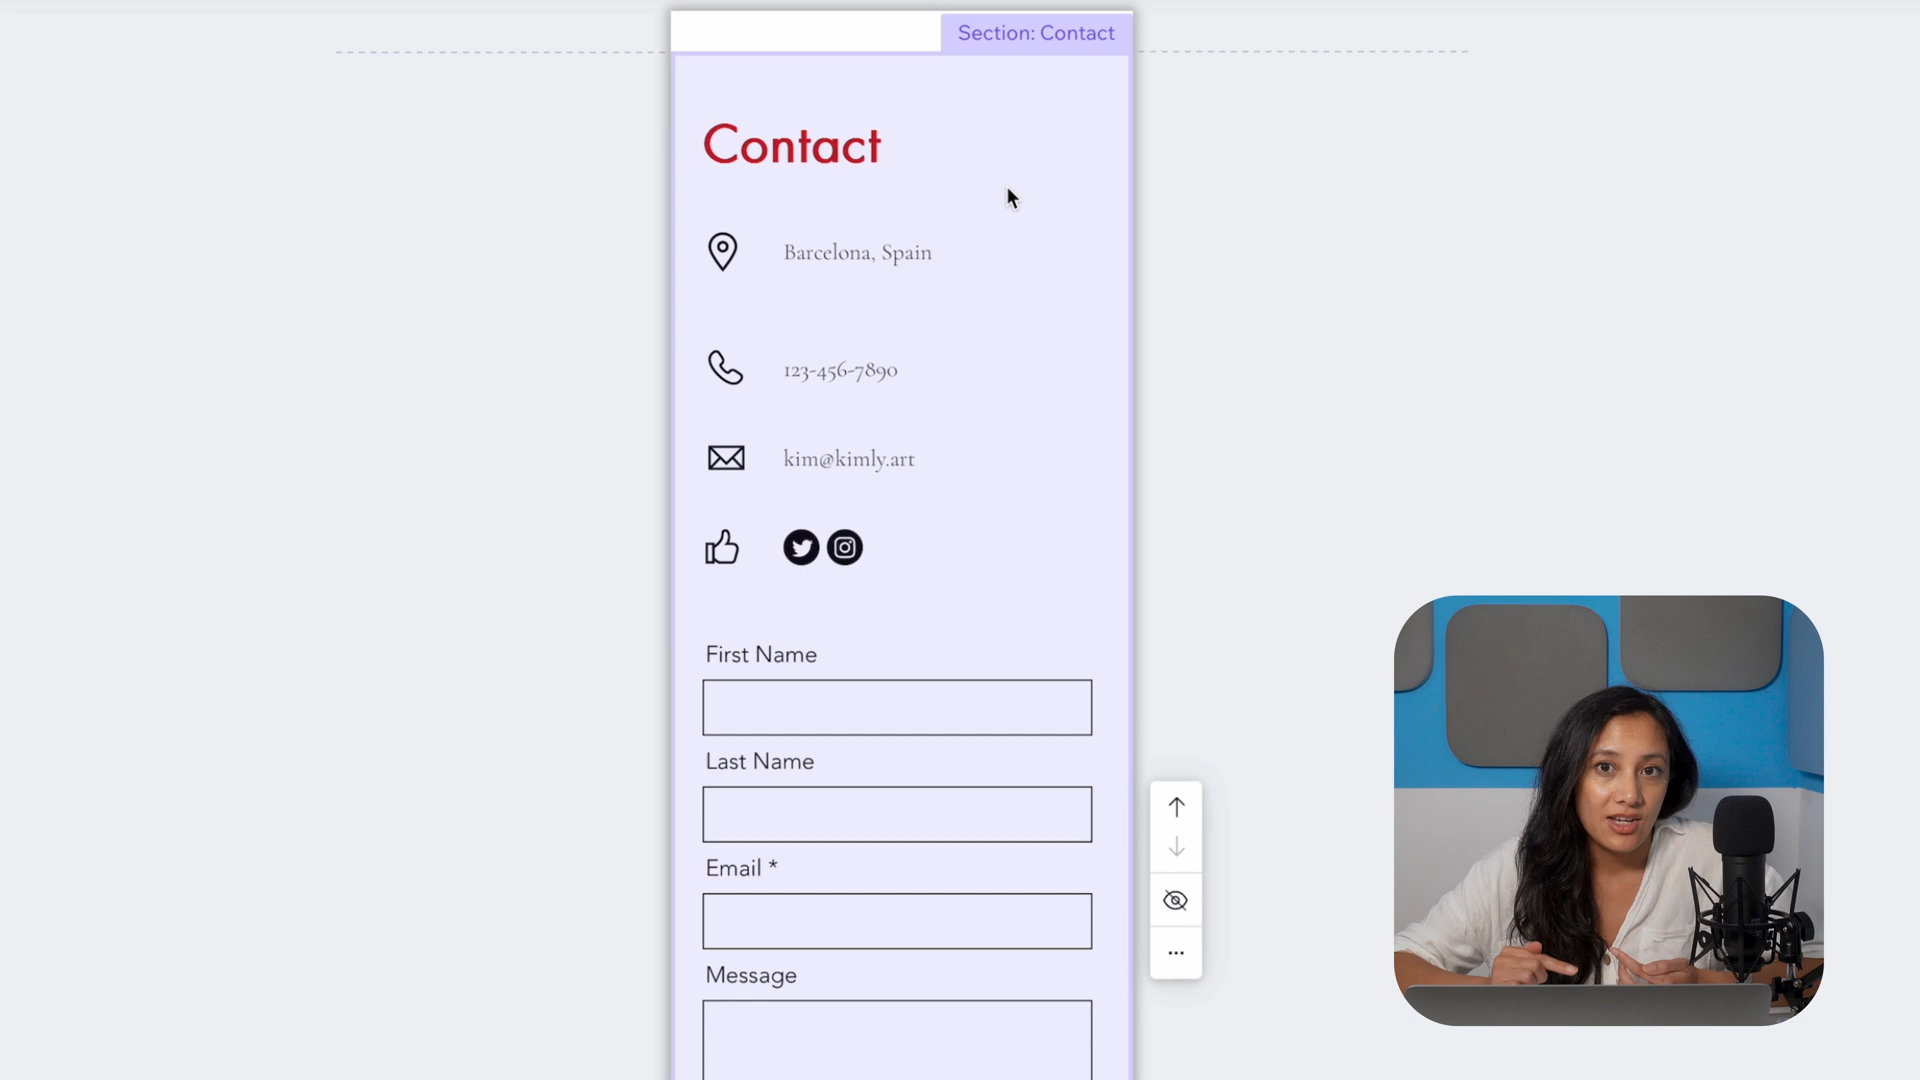 Section: Contact
Contact
Barcelona, Spain
123-456-7890
kim@kimly.art
First Name
Last Name
Email *
Message